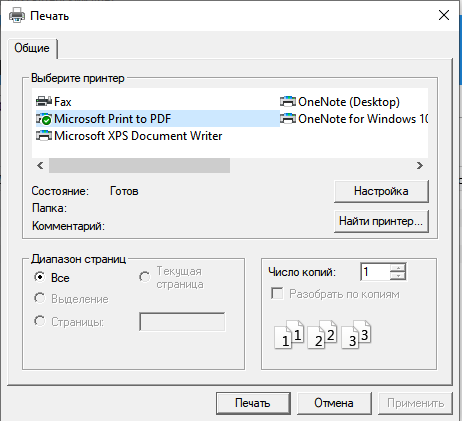 Печать
Общие
Выберите принтер
Fax
OneNote (Desktop)
Microsoft Print to PDF
OneNote for Windows 10
Microsoft XPS Document Writer
Состояние: Готов
Настройка
Папка:
Комментарий:
Найти принтер...
Диапазон страниц
Все
Текущая страница
Выделение
Страницы:
Число копий: 1
Разобрать по копиям
1 1 2 2 3 3
Печать Отмена Применить